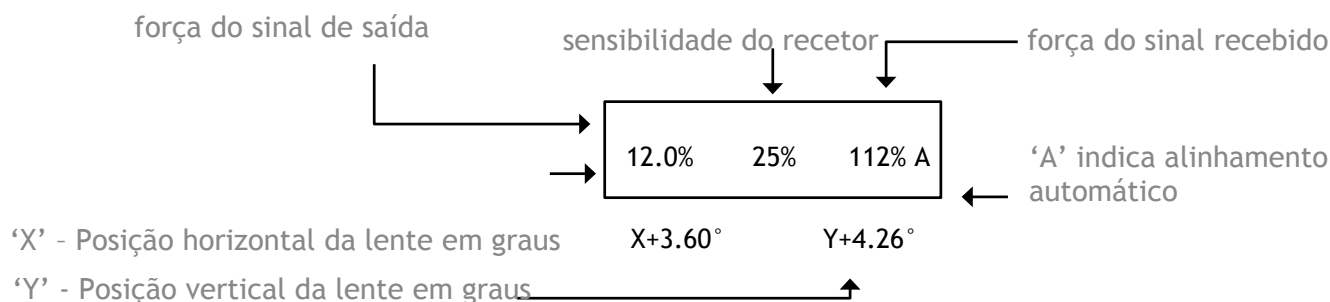 força do sinal de saída
sensibilidade do recetor
força do sinal recebido
12.0% 25% 112% A
‘A’ indica alinhamento
automático
‘X’ – Posição horizontal da lente em graus
X+3.60° Y+4.26°
‘Y’ - Posição vertical da lente em graus